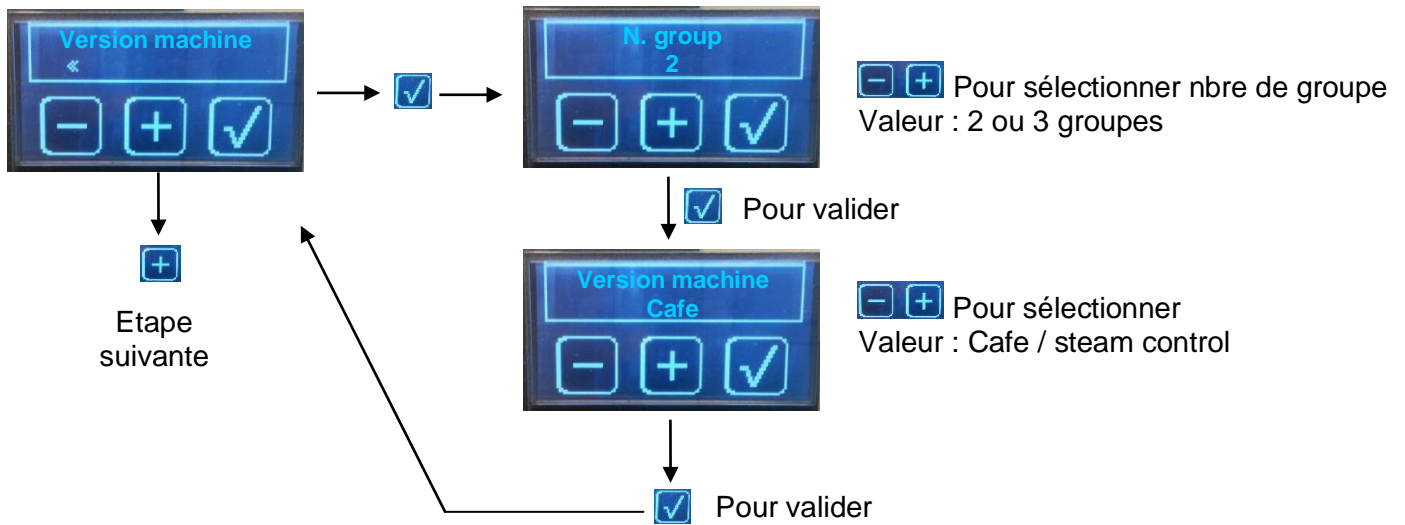 Version machine
«
N. group
2
Pour sélectionner nbre de groupe
Valeur : 2 ou 3 groupes
Pour valider
Etape
suivante
Version machine
Cafe
Pour sélectionner
Valeur : Cafe / steam control
Pour valider